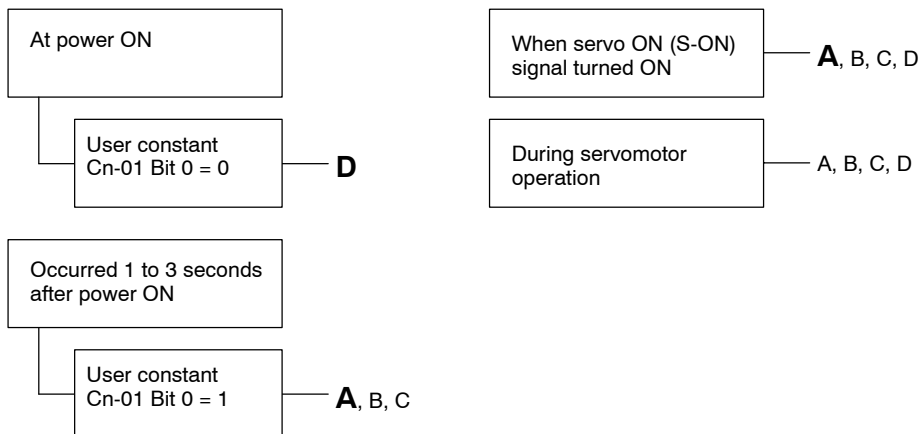 At power ON
User constant
Cn-01 Bit 0 = 0
D
Occurred 1 to 3 seconds
after power ON
User constant
Cn-01 Bit 0 = 1
A, B, C
When servo ON (S-ON)
signal turned ON
A, B, C, D
During servomotor
operation
A, B, C, D